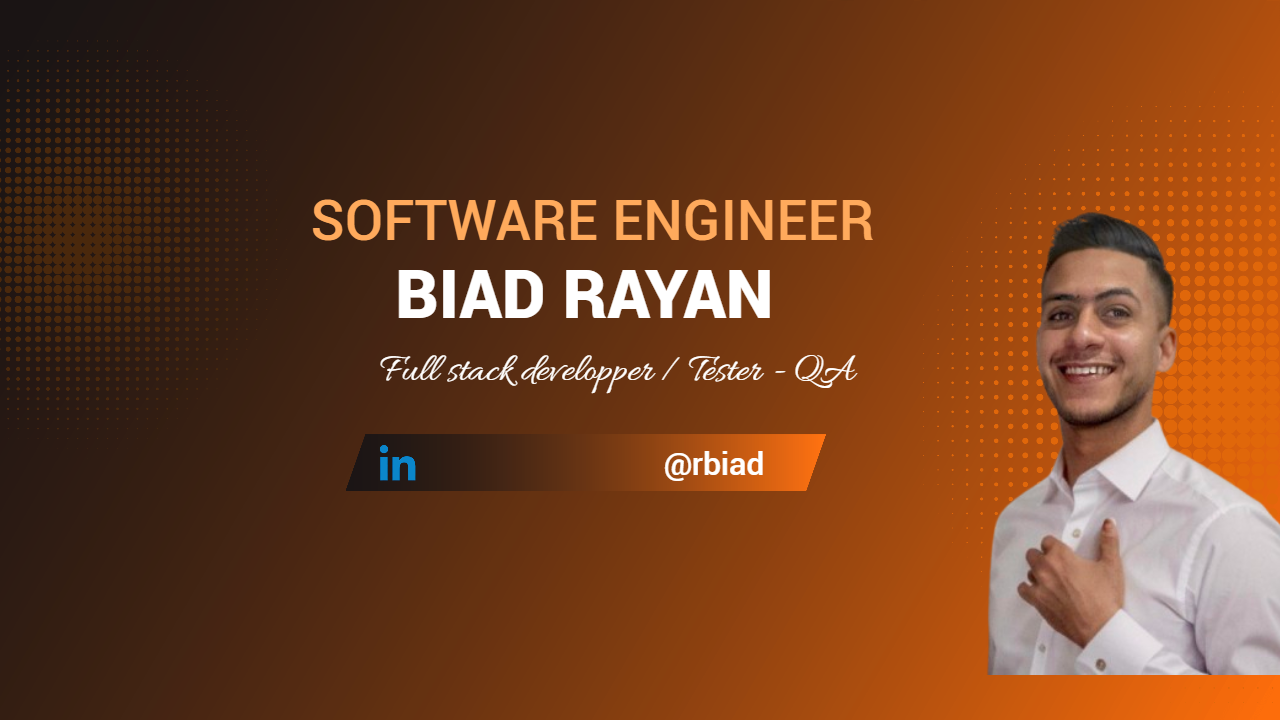 SOFTWARE ENGINEER
BIAD RAYAN
Full stack developper / Tester - QA
in @rbiad